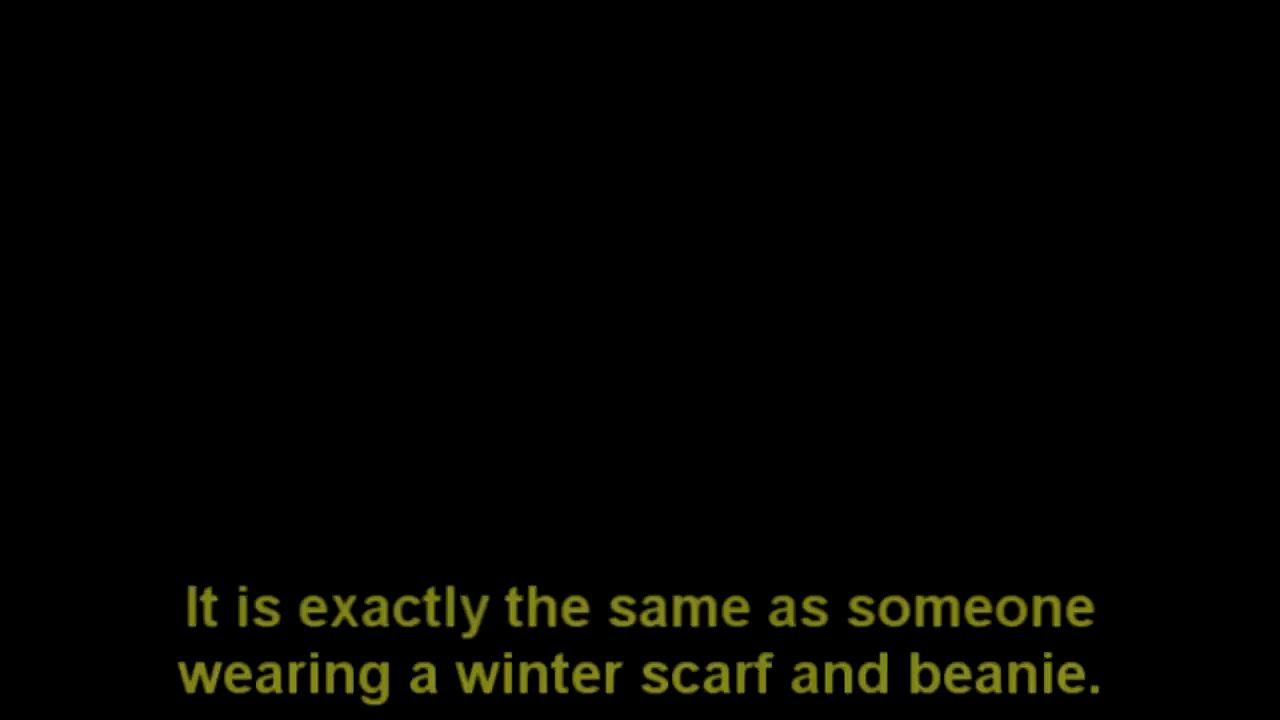 It is exactly the same as someone
wearing a winter scarf and beanie.